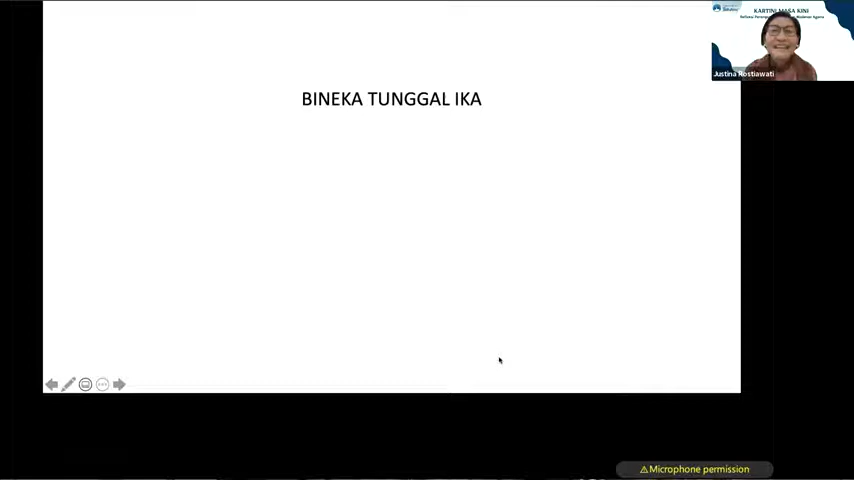 KARTINI MASA KINI
BINEKA TUNGGAL IKA
Justina Rostiawati
⚠Microphone permission